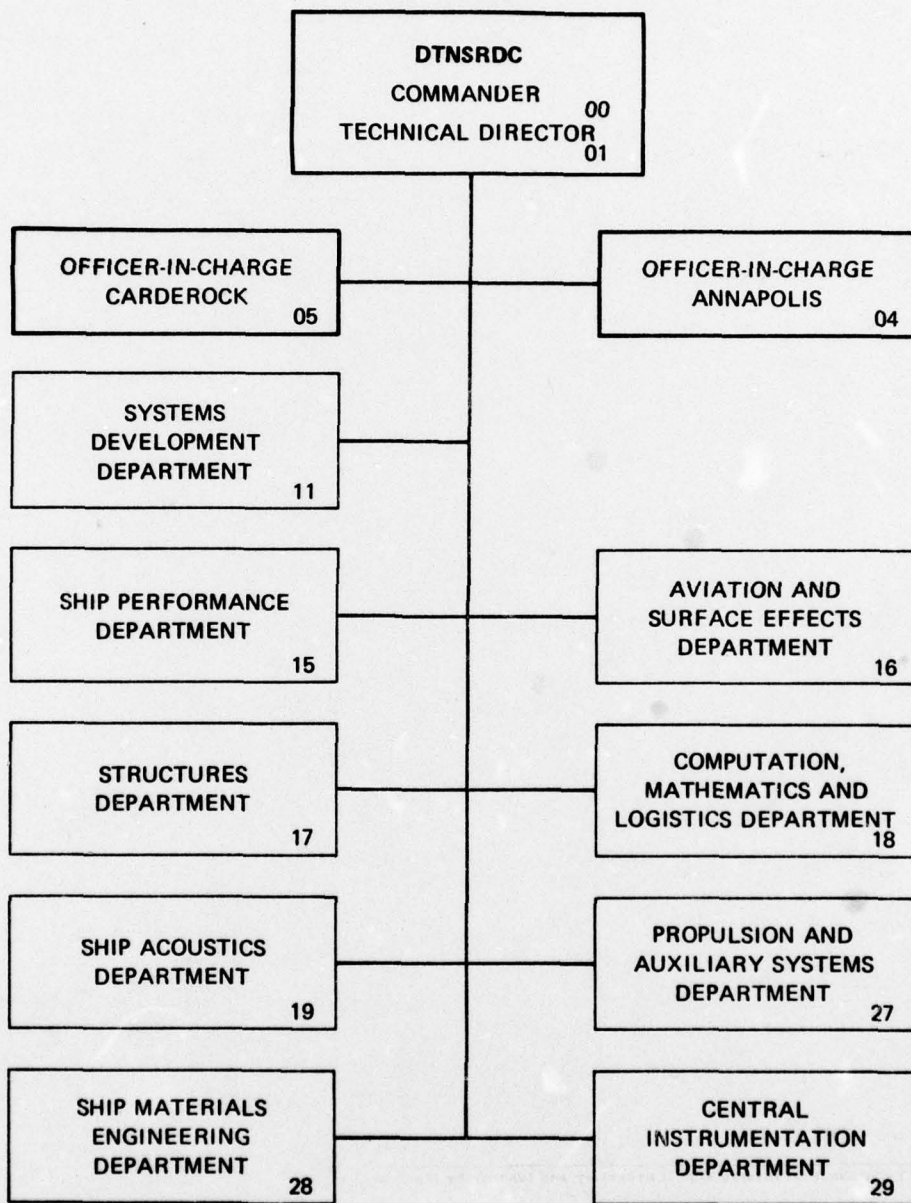 DTNSRDC
COMMANDER
00
TECHNICAL DIRECTOR
01
OFFICER-IN-CHARGE
CARDEROCK
05
OFFICER-IN-CHARGE
ANNAPOLIS
04
SYSTEMS
DEVELOPMENT
DEPARTMENT
11
SHIP PERFORMANCE
DEPARTMENT
15
AVIATION AND
SURFACE EFFECTS
DEPARTMENT
16
STRUCTURES
DEPARTMENT
17
COMPUTATION,
MATHEMATICS AND
LOGISTICS DEPARTMENT
18
SHIP ACOUSTICS
DEPARTMENT
19
PROPULSION AND
AUXILIARY SYSTEMS
DEPARTMENT
27
SHIP MATERIALS
ENGINEERING
DEPARTMENT
28
CENTRAL
INSTRUMENTATION
DEPARTMENT
29